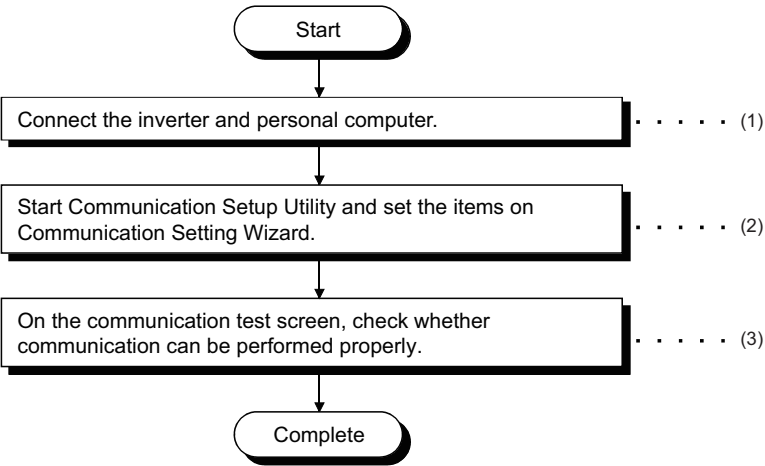 Start
Connect the inverter and personal computer.
(1)
Start Communication Setup Utility and set the items on
Communication Setting Wizard.
(2)
On the communication test screen, check whether
communication can be performed properly.
(3)
Complete